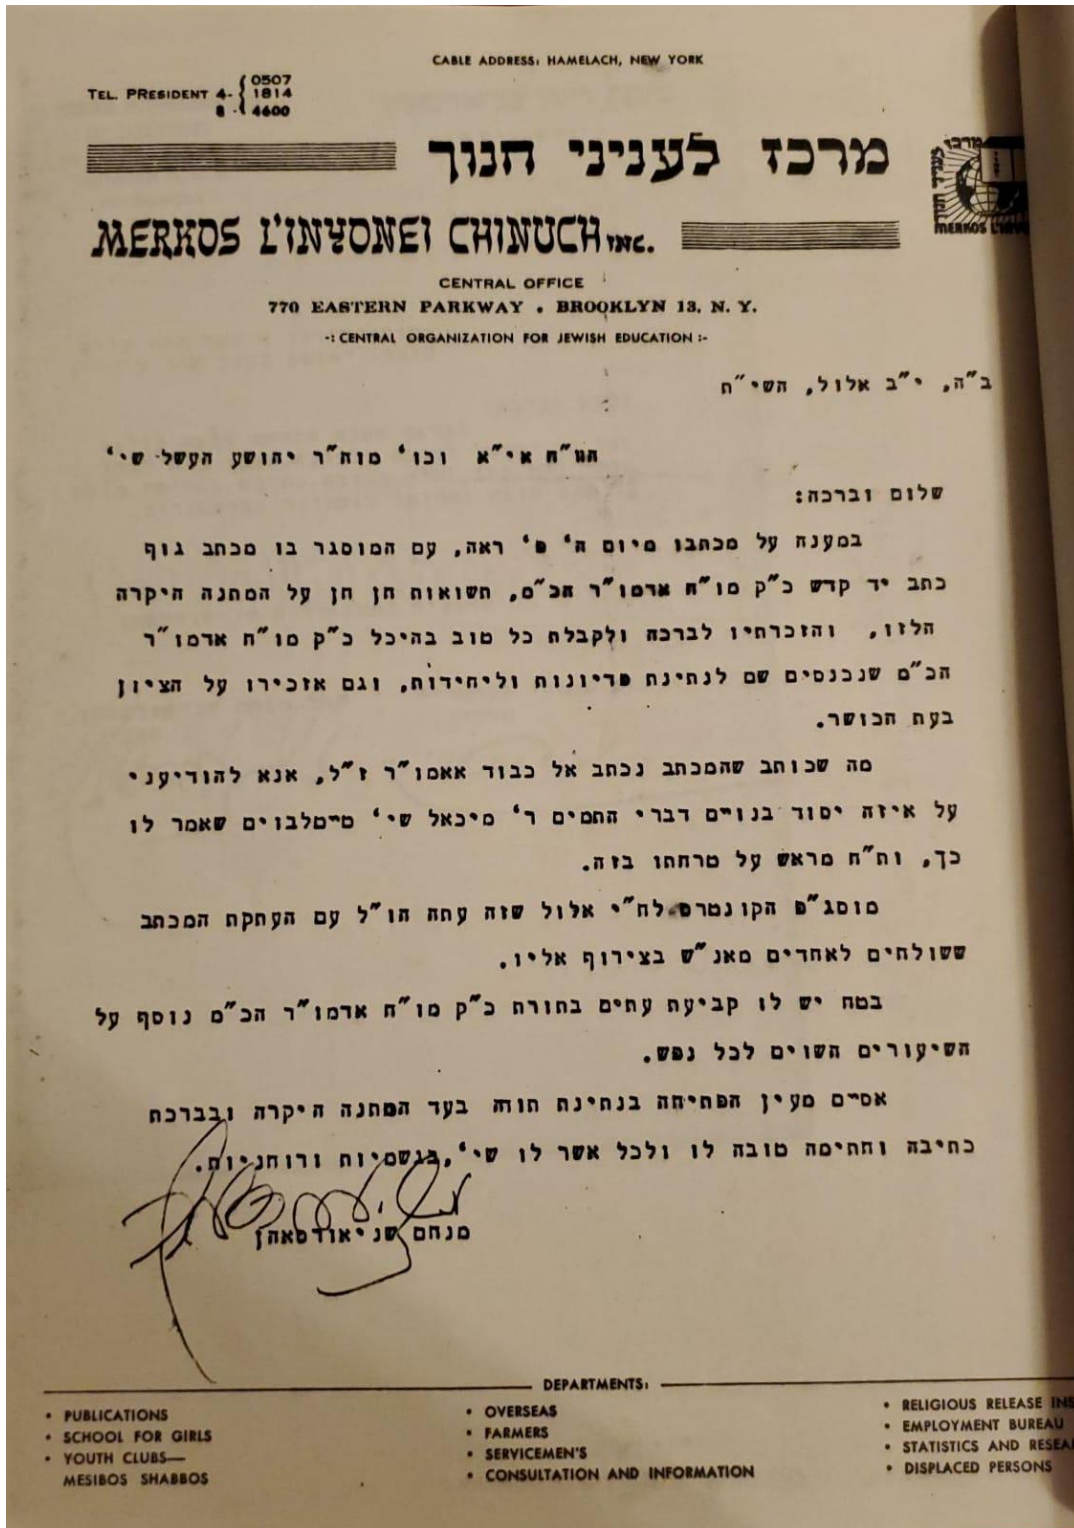 CABLE ADDRESS: HAMELACH, NEW YORK
TEL. PRESIDENT 4- { 0507
1814
8 - 4600
מרכז לעניני חנוך
MERKOS L'INYONEI CHINUCH INC.
CENTRAL OFFICE
770 EASTERN PARKWAY • BROOKLYN 13, N. Y.
-: CENTRAL ORGANIZATION FOR JEWISH EDUCATION :-
ב"ה, י"ב אלול, תשי"ח
הוו"ח אי"א וכו' מוה"ר יהושע העשל שי'
שלום וברכה:
במענה על מכתבו מיום ה' פ' ראה, עם המוסגר בו מכתב גוף
כתב יד קדש כ"ק מו"ח אדמו"ר הכ"מ, תשואות חן חן על המתנה היקרה
הלזו, והזכרתיו לברכה ולקבלת כל טוב בהיכל כ"ק מו"ח אדמו"ר
הכ"מ שנכנסים שם לנתינת פדיונות וליחידות, וגם אזכירו על הציון
בעת הכושר.
מה שכותב שהמכתב נכתב אל כבוד אאמו"ר ז"ל, אנא להודיעני
על איזה יסוד בנויים דברי התמים ר' מיכאל שי' טייטלבוים שאמר לו
כך, ות"ח מראש על טרחתו בזה.
מוסג"פ הקונטרס לח"י אלול שזה עתה הו"ל עם העתקת המכתב
ששולחים לאחדים מאנ"ש בצירוף אליו.
בטח יש לו קביעת עתים בתורת כ"ק מו"ח אדמו"ר הכ"מ נוסף על
השיעורים השוים לכל נפש.
אסיים מעין הפתיחה בנתינת תודה בעד המתנה היקרה ובברכת
כתיבה וחתימה טובה לו ולכל אשר לו שי', בגשמיות ורוחניות.
מנחם שניאורסאהן
DEPARTMENTS:
• PUBLICATIONS
• SCHOOL FOR GIRLS
• YOUTH CLUBS—
MESIBOS SHABBOS
• OVERSEAS
• FARMERS
• SERVICEMEN'S
• CONSULTATION AND INFORMATION
• RELIGIOUS RELEASE
• EMPLOYMENT BUREAU
• STATISTICS AND
• DISPLACED PERSONS